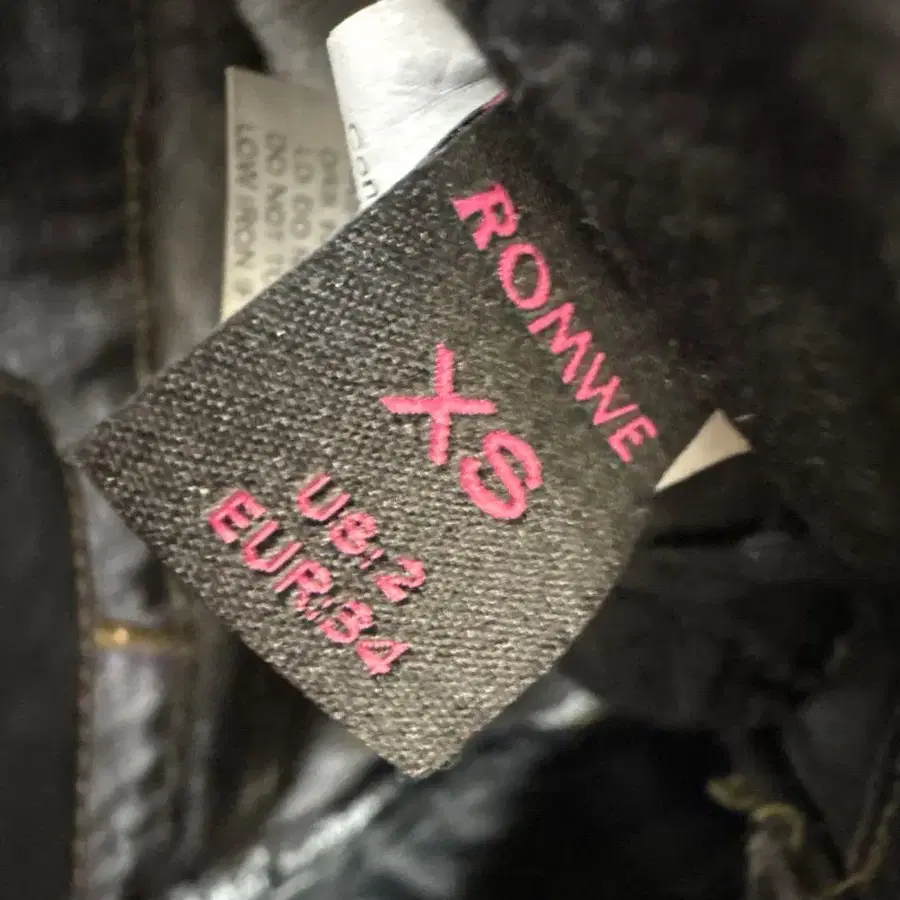 ROMWE
XS
US:2
EUR:34
DO NOT
LOW IRON